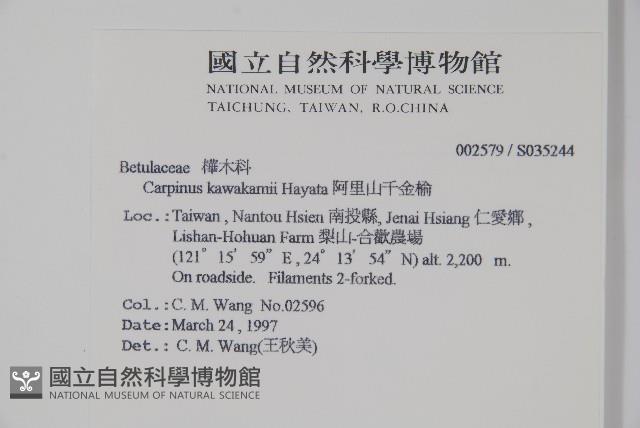 國立自然科學博物館
NATIONAL MUSEUM OF NATURAL SCIENCE
TAICHUNG, TAIWAN, R.O.CHINA
002579 / S035244
Betulaceae 樺木科
Carpinus kawakamii Hayata 阿里山千金榆
Loc.:Taiwan , Nantou Hsien 南投縣, Jenai Hsiang 仁愛鄉 ,
Lishan-Hohuan Farm 梨山-合歡農場
(121° 15′ 59” E , 24° 13′ 54” N) alt. 2,200 m.
On roadside. Filaments 2-forked.
Col.: C. M. Wang No.02596
Date:March 24 , 1997
Det.: C. M. Wang(王秋美)
國立自然科學博物館
NATIONAL MUSEUM OF NATURAL SCIENCE